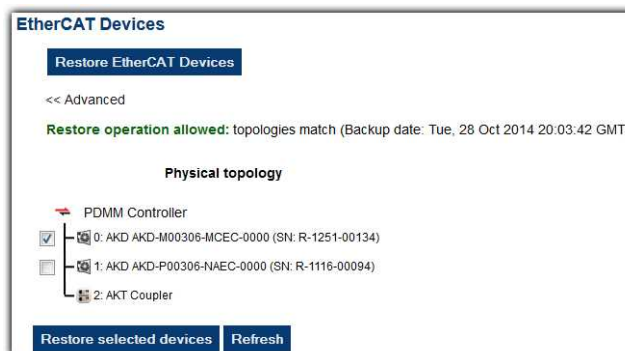 EtherCAT Devices
Restore EtherCAT Devices
<< Advanced
Restore operation allowed: topologies match (Backup date: Tue, 28 Oct 2014 20:03:42 GMT
Physical topology
PDMM Controller
0: AKD AKD-M00306-MCEC-0000 (SN: R-1251-00134)
1: AKD AKD-P00306-NAEC-0000 (SN: R-1116-00094)
2: AKT Coupler
Restore selected devices Refresh